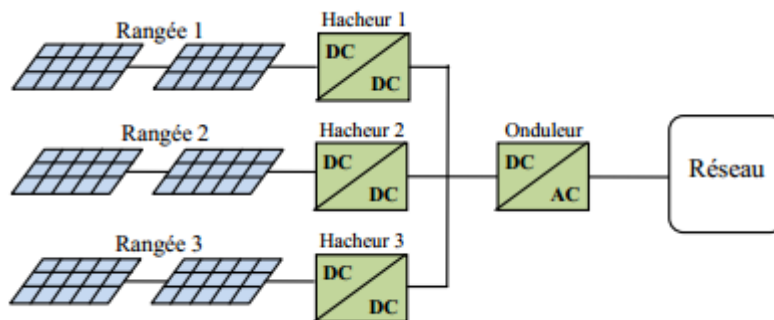 Rangée 1
Hacheur 1
DC
DC
Rangée 2
Hacheur 2
DC
DC
Onduleur
DC
AC
Réseau
Rangée 3
Hacheur 3
DC
DC